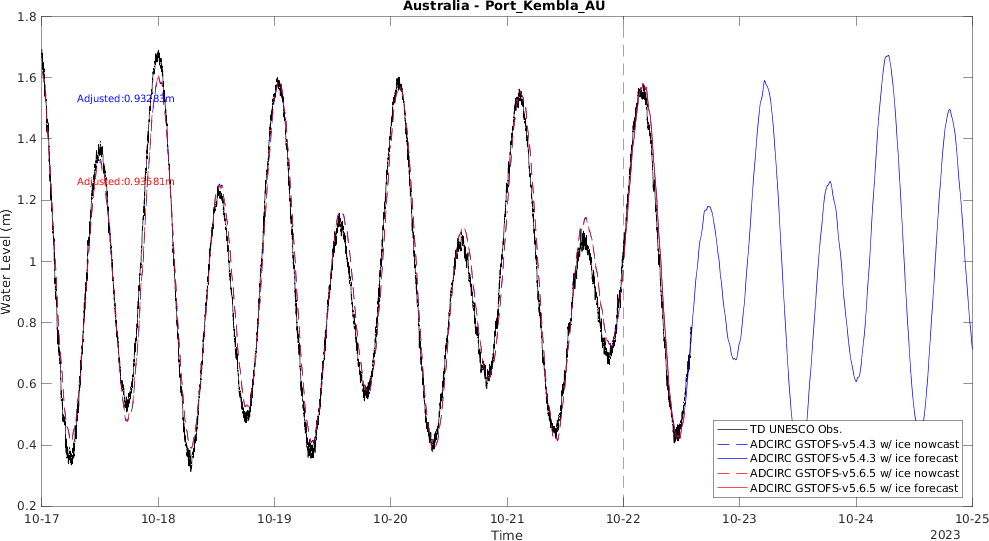 Australia - Port_Kembla_AU
1.8
1.6
1.4
1.2
1
0.8
0.6
0.4
0.2
Water Level (m)
Adjusted:0.93283m
Adjusted:0.93581m
TD UNESCO Obs.
ADCIRC GSTOFS-v5.4.3 w/ ice nowcast
ADCIRC GSTOFS-v5.4.3 w/ ice forecast
ADCIRC GSTOFS-v5.6.5 w/ ice nowcast
ADCIRC GSTOFS-v5.6.5 w/ ice forecast
10-17 10-18 10-19 10-20 10-21 10-22 10-23 10-24 10-25
Time
2023